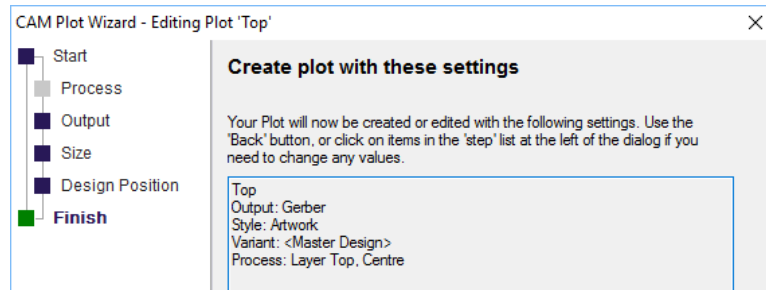 CAM Plot Wizard - Editing Plot 'Top'
Start
Process
Output
Size
Design Position
Finish
Create plot with these settings
Your Plot will now be created or edited with the following settings. Use the
'Back' button, or click on items in the 'step' list at the left of the dialog if you
need to change any values.
Top
Output: Gerber
Style: Artwork
Variant: <Master Design>
Process: Layer Top, Centre